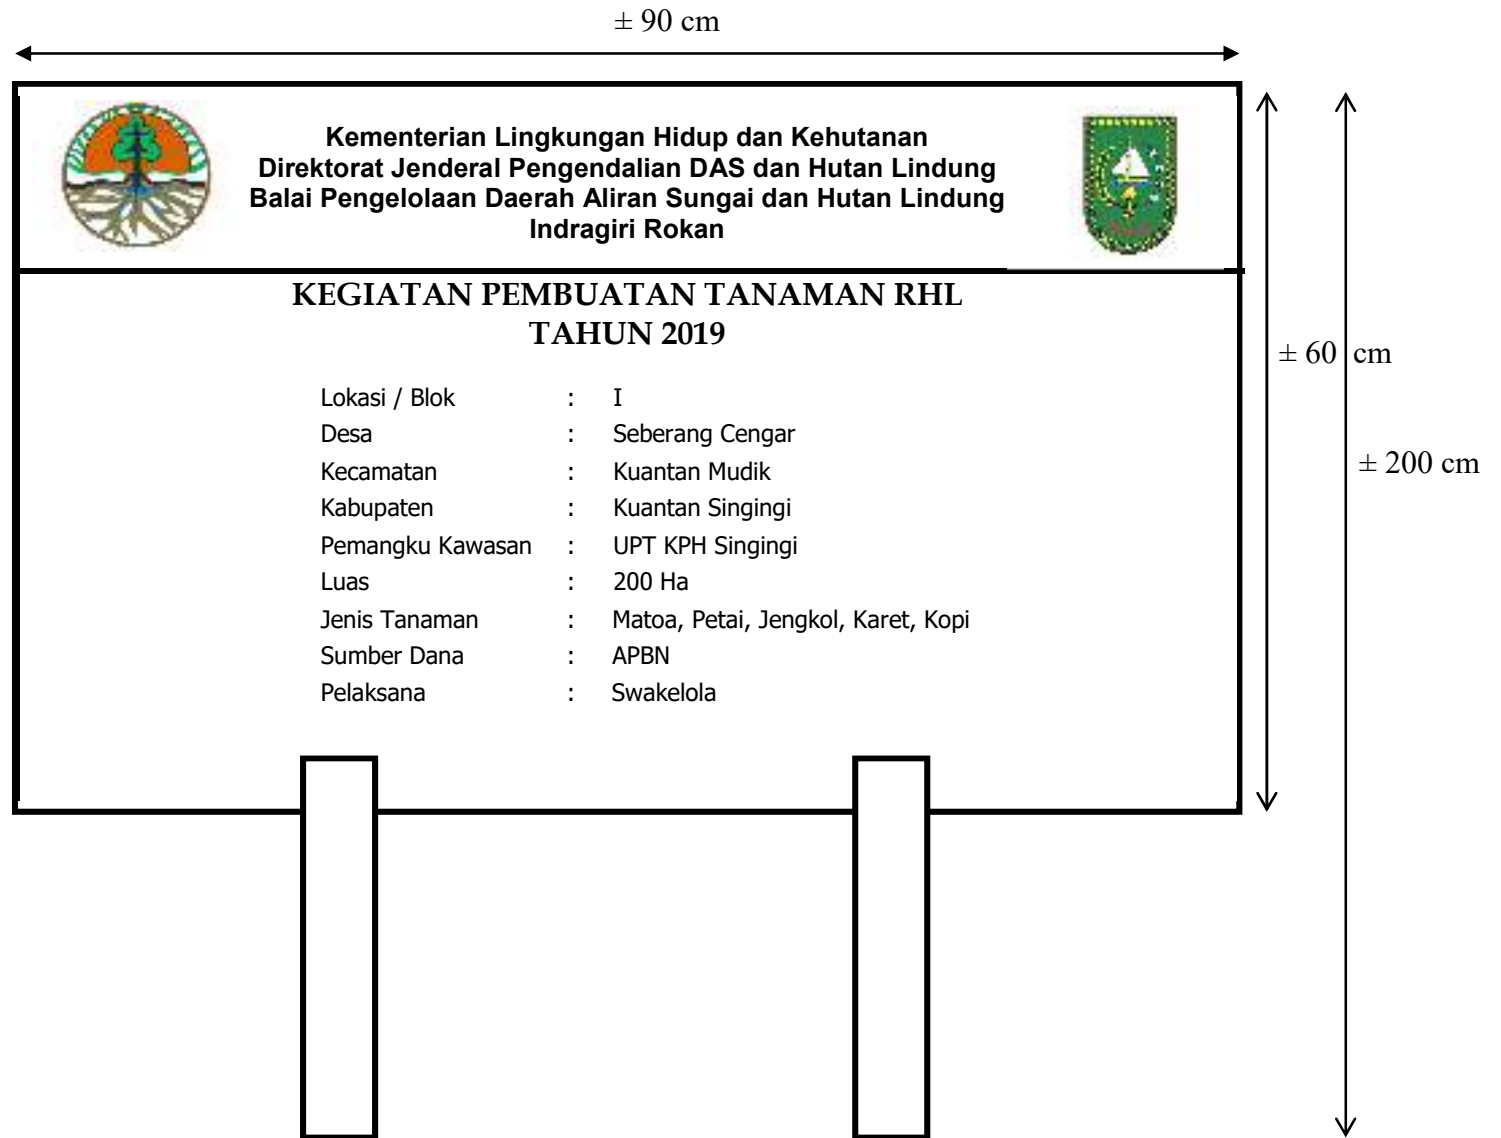 ± 90 cm
Kementerian Lingkungan Hidup dan Kehutanan
Direktorat Jenderal Pengendalian DAS dan Hutan Lindung
Balai Pengelolaan Daerah Aliran Sungai dan Hutan Lindung
Indragiri Rokan
KEGIATAN PEMBUATAN TANAMAN RHL
TAHUN 2019
± 60 cm
Lokasi / Blok : I
Desa : Seberang Cengar
Kecamatan : Kuantan Mudik
± 200 cm
Kabupaten : Kuantan Singingi
Pemangku Kawasan : UPT KPH Singingi
Luas : 200 Ha
Jenis Tanaman : Matoa, Petai, Jengkol, Karet, Kopi
Sumber Dana : APBN
Pelaksana : Swakelola